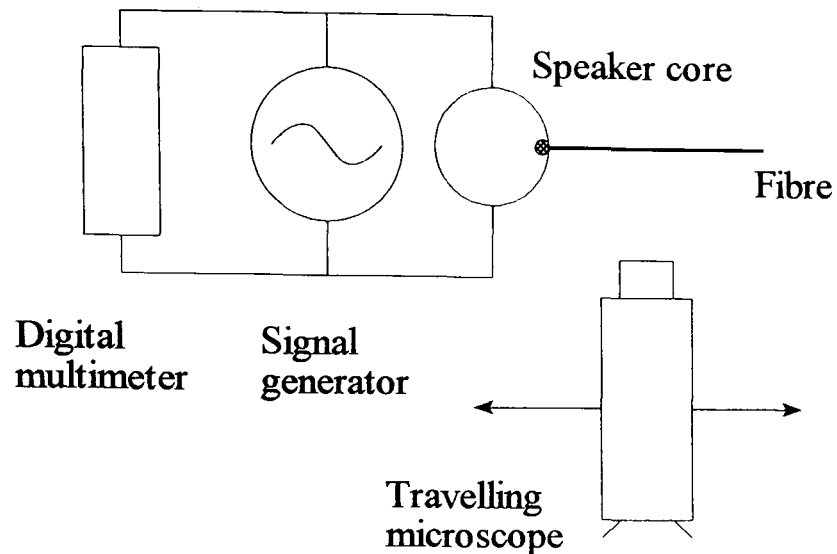 Speaker core
Fibre
Digital
multimeter
Signal
generator
Travelling
microscope